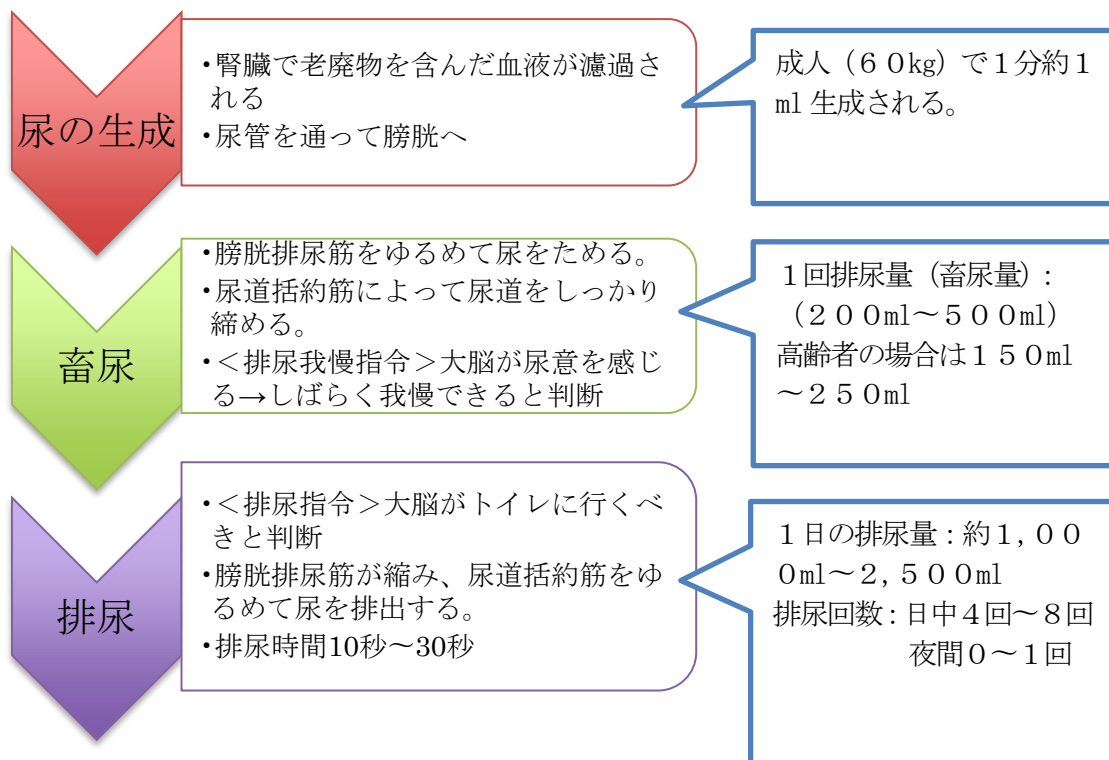 尿の生成
・腎臓で老廃物を含んだ血液が濾過さ
れる
・尿管を通って膀胱へ
成人（６０kg）で１分約１
ml 生成される。
畜尿
・膀胱排尿筋をゆるめて尿をためる。
・尿道括約筋によって尿道をしっかり
締める。
・＜排尿我慢指令＞大脳が尿意を感じ
る→しばらく我慢できると判断
１回排尿量（畜尿量）：
（２００ml～５００ml）
高齢者の場合は１５０ml
～２５０ml
排尿
・＜排尿指令＞大脳がトイレに行くべ
きと判断
・膀胱排尿筋が縮み、尿道括約筋をゆ
るめて尿を排出する。
・排尿時間10秒～30秒
１日の排尿量：約１，００
０ml～２，５００ml
排尿回数：日中４回～８回
夜間０～１回